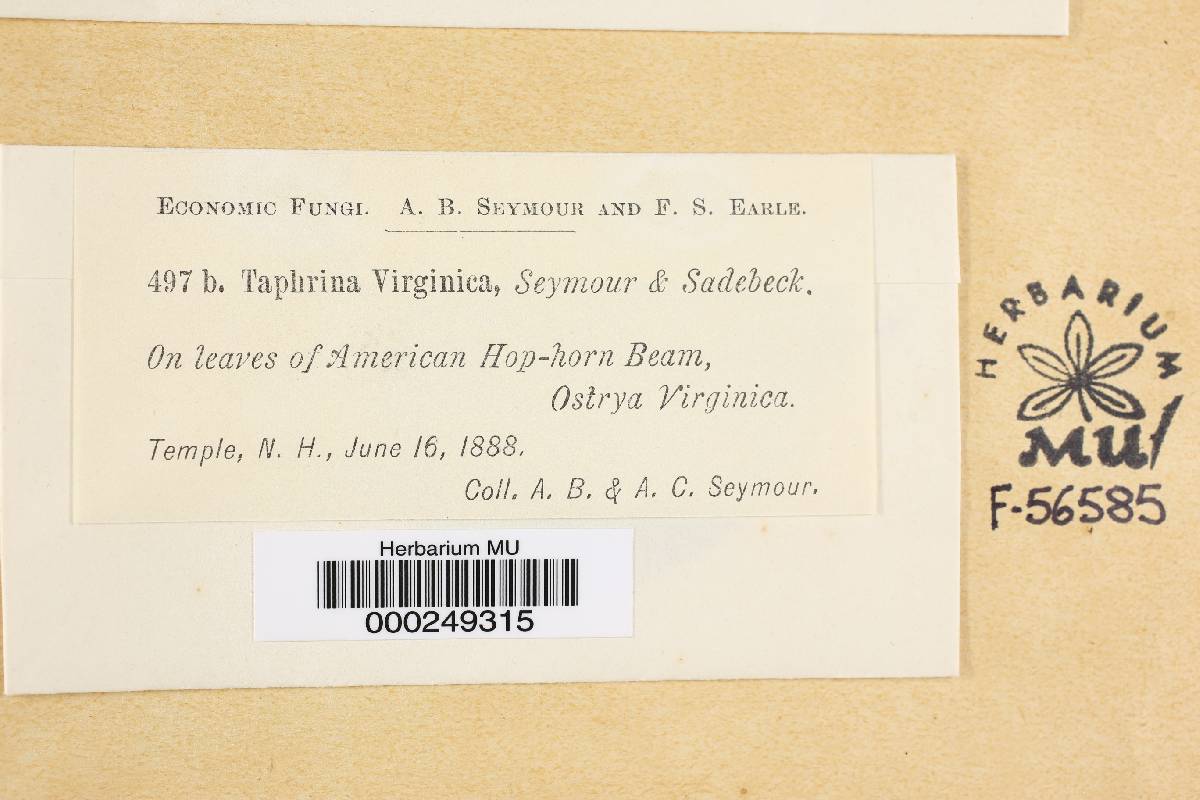 ECONOMIC FUNGI. A. B. SEYMOUR AND F. S. EARLE.
497 b. Taphrina Virginica, Seymour & Sadebeck.
On leaves of American Hop-horn Beam,
Ostrya Virginica.
Temple, N. H., June 16, 1888.
Coll. A. B. & A. C. Seymour.
Herbarium MU
000249315
HERBARIUM
MU
F-56585